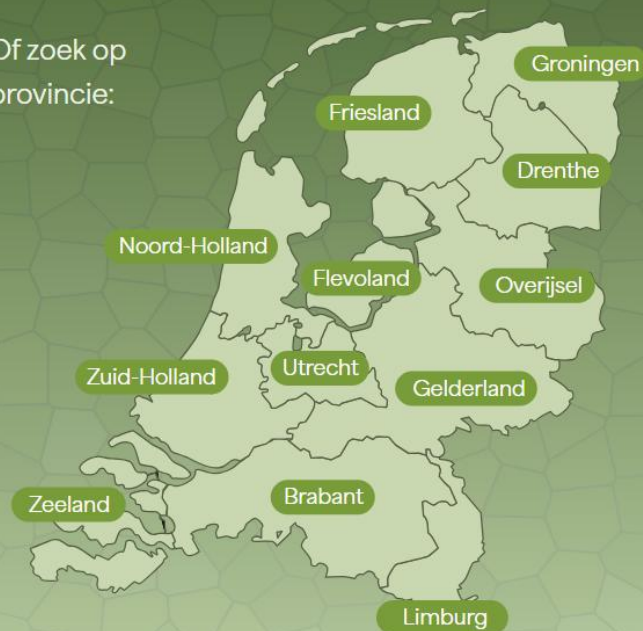 Of zoek op
provincie:
Groningen
Friesland
Drenthe
Noord-Holland
Flevoland
Overijsel
Utrecht
Zuid-Holland
Gelderland
Brabant
Zeeland
Limburg